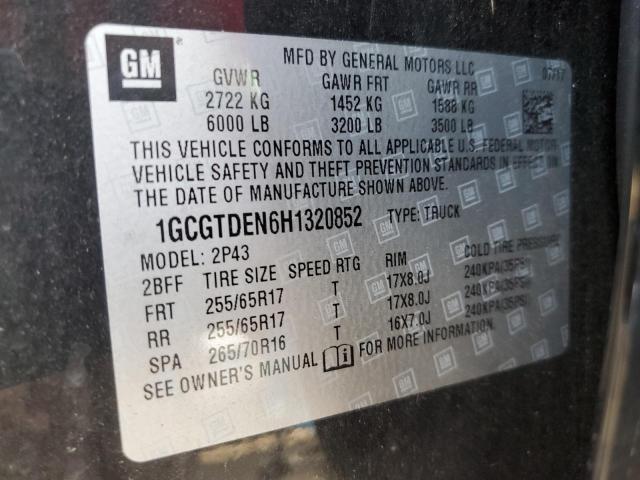 GM
MFD BY GENERAL MOTORS LLC 07/17
GVWR GAWR FRT GAWR RR
2722 KG 1452 KG 1588 KG
6000 LB 3200 LB 3500 LB
THIS VEHICLE CONFORMS TO ALL APPLICABLE U.S. FEDERAL MOTOR
VEHICLE SAFETY AND THEFT PREVENTION STANDARDS IN EFFECT ON
THE DATE OF MANUFACTURE SHOWN ABOVE.
1GCGTDEN6H1320852 TYPE: TRUCK
MODEL: 2P43
2BFF TIRE SIZE SPEED RTG RIM COLD TIRE PRESSURE
FRT 255/65R17 T 17X8.0J 240KPA(35PSI)
RR 255/65R17 T 17X8.0J 240KPA(35PSI)
SPA 265/70R16 T 16X7.0J 240KPA(35PSI)
SEE OWNER'S MANUAL FOR MORE INFORMATION.